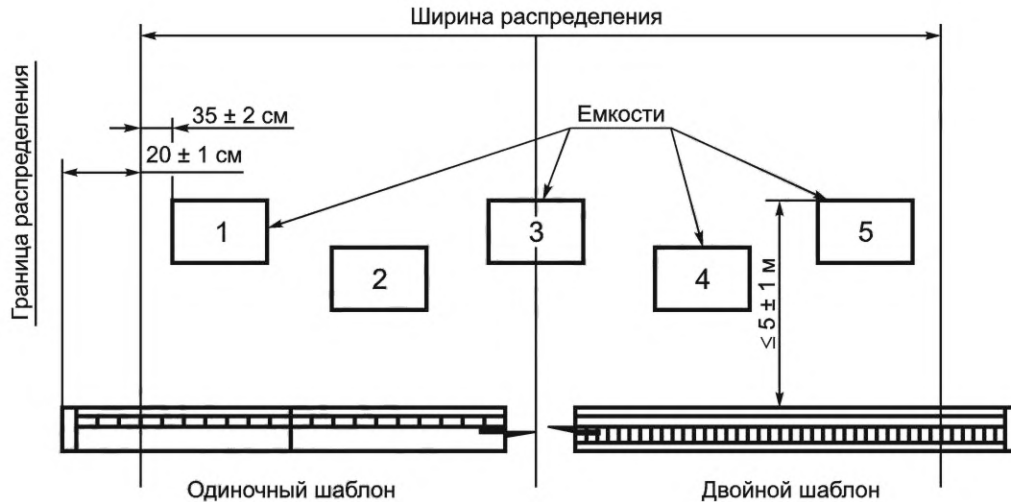 Ширина распределения
Граница распределения
35 ± 2 см
Емкости
20 ± 1 см
1
3
5
2
4
≤ 5 ± 1 м
Одиночный шаблон
Двойной шаблон